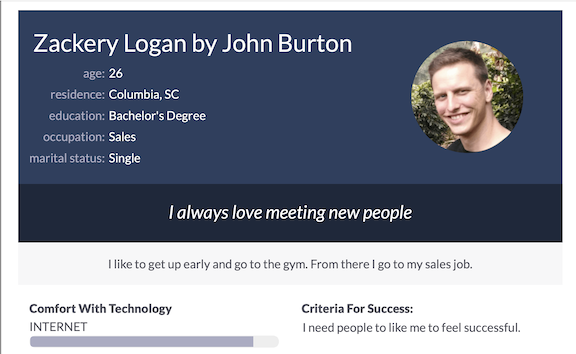 Zackery Logan by John Burton
age: 26
residence: Columbia, SC
education: Bachelor's Degree
occupation: Sales
marital status: Single
I always love meeting new people
I like to get up early and go to the gym. From there I go to my sales job.
Comfort With Technology
INTERNET
Criteria For Success:
I need people to like me to feel successful.